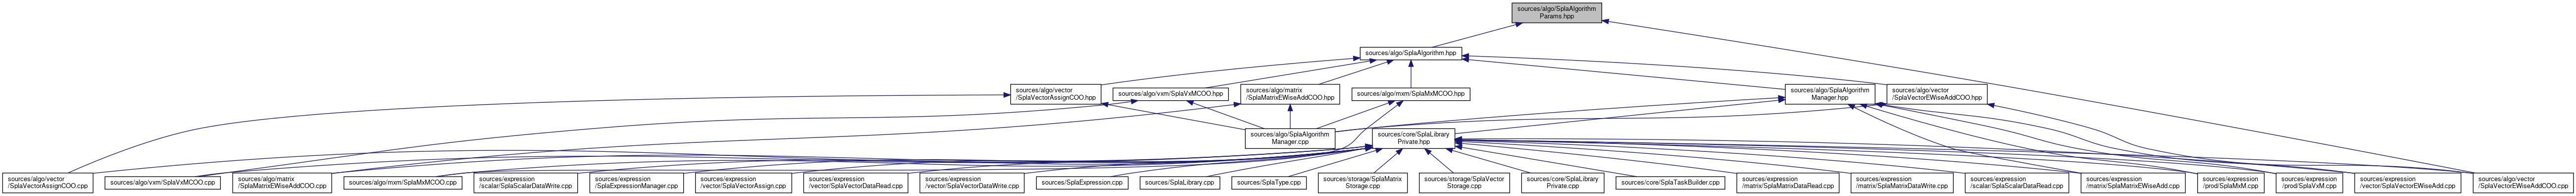 sources/algo/SplaAlgorithm
Params.hpp
sources/algo/SplaAlgorithm.hpp
sources/algo/vector
/SplaVectorAssignCOO.hpp
sources/algo/vxm/SplaVxMCOO.hpp
sources/algo/matrix
/SplaMatrixEWiseAddCOO.hpp
sources/algo/mxm/SplaMxMCOO.hpp
sources/algo/SplaAlgorithm
Manager.hpp
sources/algo/vector
/SplaVectorEWiseAddCOO.hpp
sources/algo/SplaAlgorithm
Manager.cpp
sources/core/SplaLibrary
Private.hpp
sources/algo/vector
/SplaVectorAssignCOO.cpp
sources/algo/vxm/SplaVxMCOO.cpp
sources/algo/matrix
/SplaMatrixEWiseAddCOO.cpp
sources/algo/mxm/SplaMxMCOO.cpp
sources/expression
/scalar/SplaScalarDataWrite.cpp
sources/expression
/SplaExpressionManager.cpp
sources/expression
/vector/SplaVectorAssign.cpp
sources/expression
/vector/SplaVectorDataRead.cpp
sources/expression
/vector/SplaVectorDataWrite.cpp
sources/SplaExpression.cpp
sources/SplaLibrary.cpp
sources/SplaType.cpp
sources/storage/SplaMatrix
Storage.cpp
sources/storage/SplaVector
Storage.cpp
sources/core/SplaLibrary
Private.cpp
sources/core/SplaTaskBuilder.cpp
sources/expression
/matrix/SplaMatrixDataRead.cpp
sources/expression
/matrix/SplaMatrixDataWrite.cpp
sources/expression
/scalar/SplaScalarDataRead.cpp
sources/expression
/matrix/SplaMatrixEWiseAdd.cpp
sources/expression
/prod/SplaMxM.cpp
sources/expression
/prod/SplaVxM.cpp
sources/expression
/vector/SplaVectorEWiseAdd.cpp
sources/algo/vector
/SplaVectorEWiseAddCOO.cpp